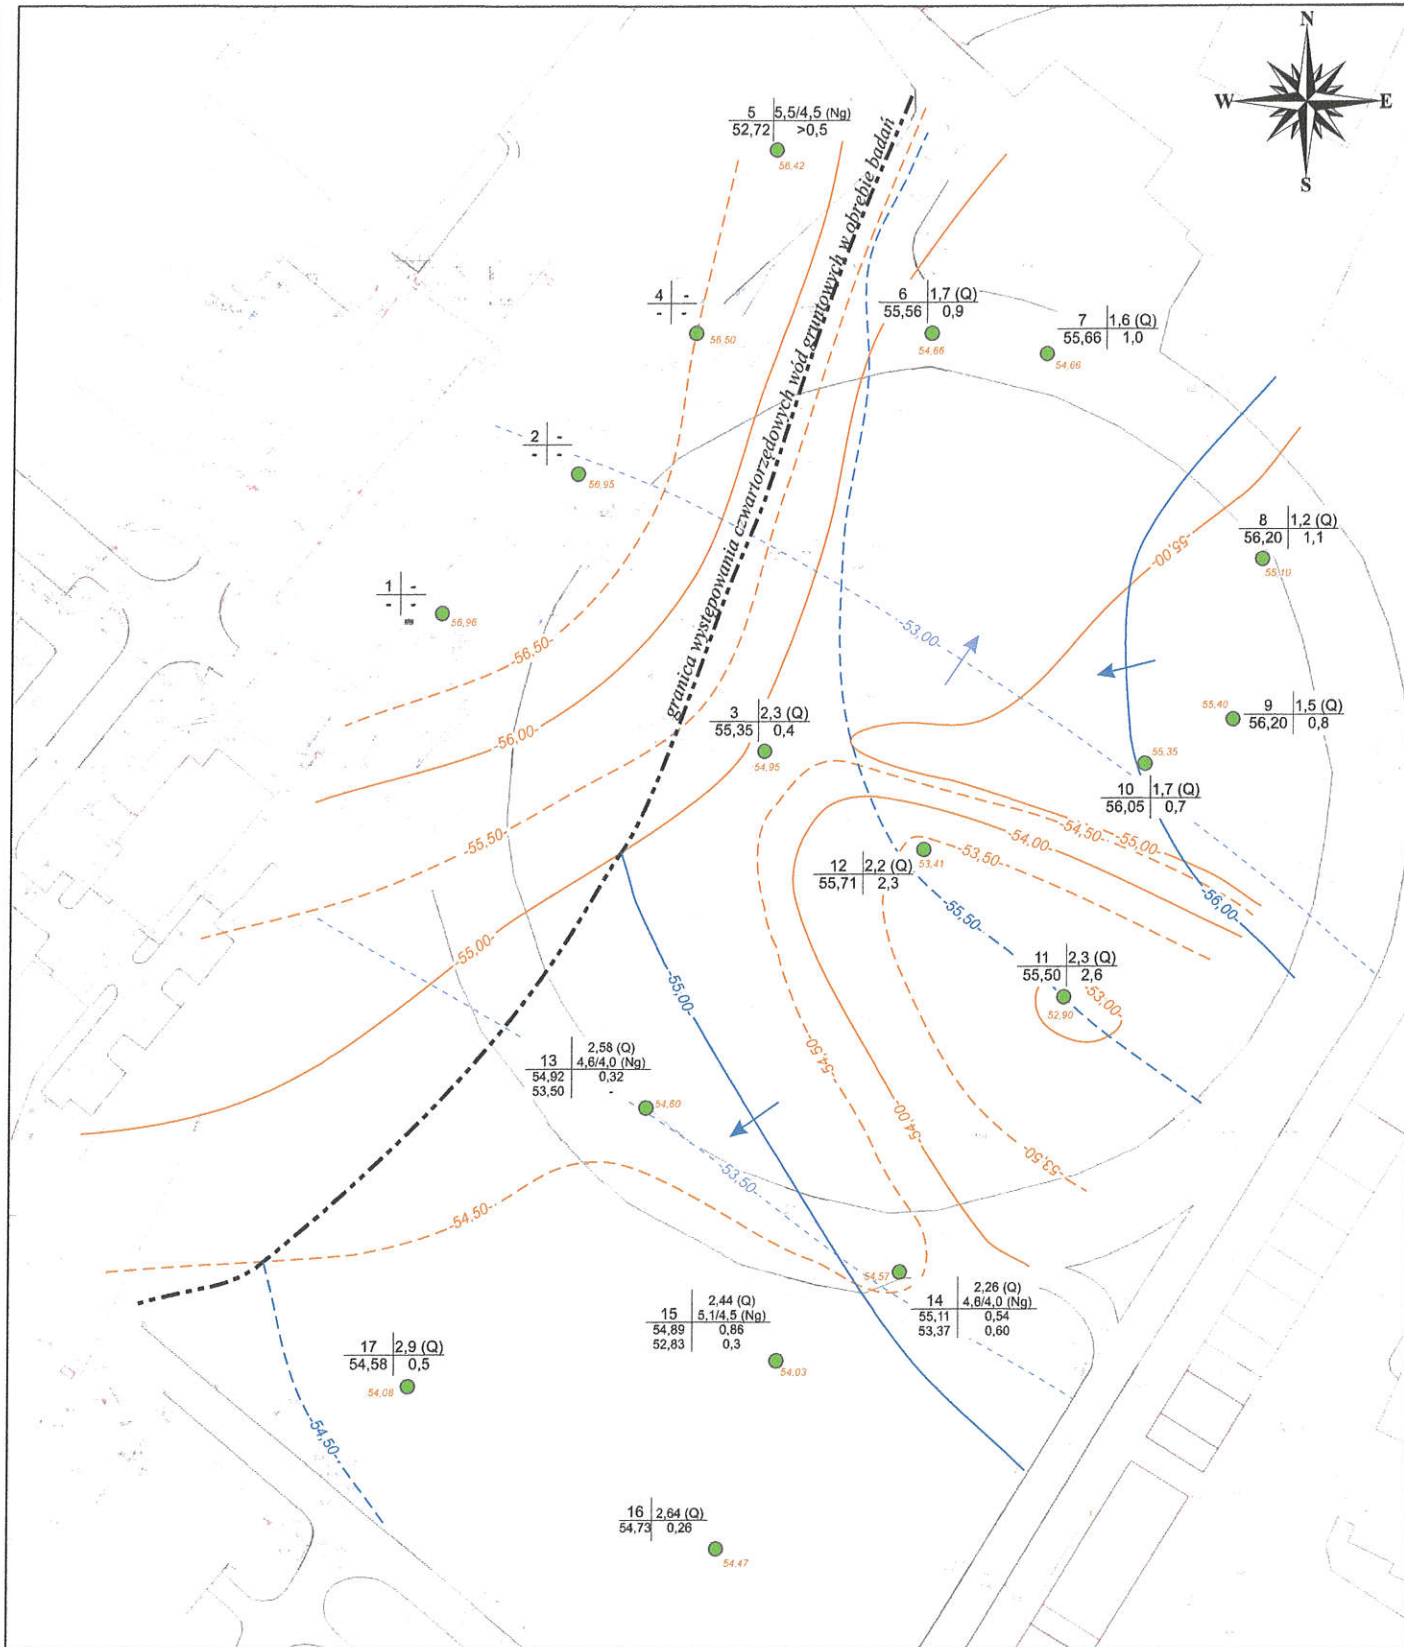 N
W E
S
5 5,5/4,5 (Ng)
52,72 >0,5
56,42
granica występowania czwartorzędowych wód gruntowych w obrębie badań
4 -
- -
56,50
6 1,7 (Q)
55,56 0,9
54,66
7 1,6 (Q)
55,66 1,0
54,66
2 -
- -
56,95
8 1,2 (Q)
56,20 1,1
55,10
-55,00-
1 -
- -
56,96
-56,50-
-53,00-
-56,00-
3 2,3 (Q)
55,35 0,4
54,95
55,40
9 1,5 (Q)
56,20 0,8
55,35
10 1,7 (Q)
56,05 0,7
-55,50-
-54,50-
-55,00-
-54,00-
-53,50-
53,41
12 2,2 (Q)
55,71 2,3
-56,00-
-55,50-
-55,00-
-55,00-
11 2,3 (Q)
55,50 2,6
52,90
-53,00-
-54,50-
2,58 (Q)
13 4,6/4,0 (Ng)
54,92 0,32
53,50 -
54,60
-54,00-
-53,50-
-53,50-
-54,50-
54,57
2,26 (Q)
14 4,6/4,0 (Ng)
55,11 0,54
53,37 0,60
2,44 (Q)
15 5,1/4,5 (Ng)
54,89 0,86
52,83 0,3
54,03
17 2,9 (Q)
54,58 0,5
54,08
-54,50-
16 2,64 (Q)
54,73 0,26
54,47